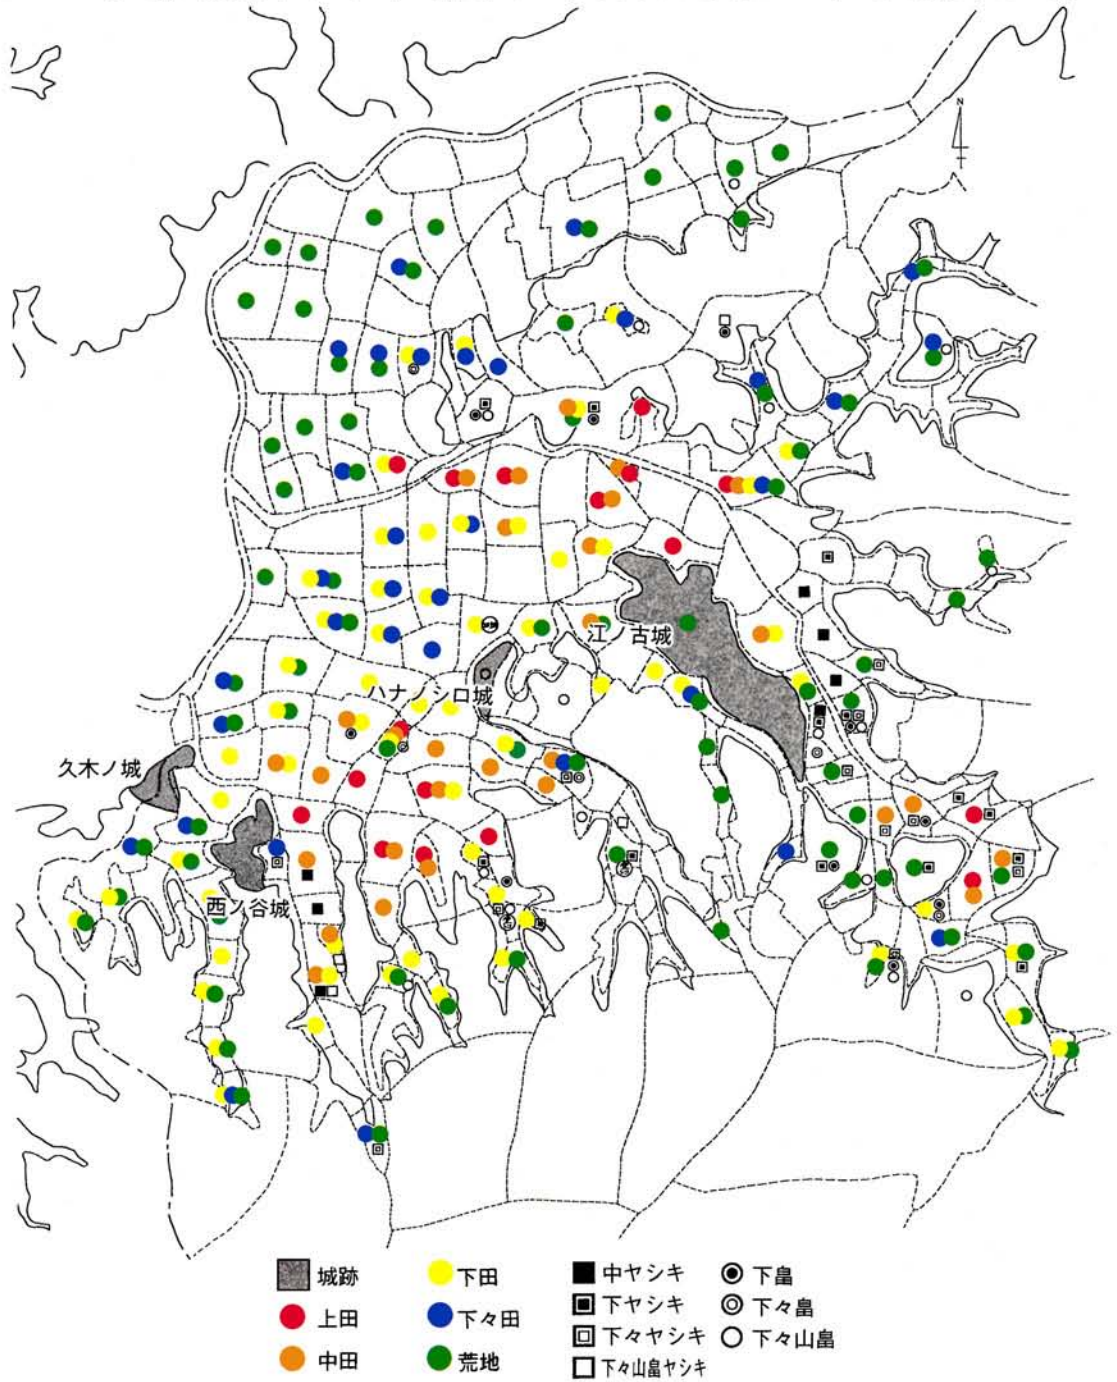 N
江ノ古城
ハナノシロ城
久木ノ城
西ノ谷城
城跡
上田
中田
下田
下々田
荒地
中ヤシキ
下ヤシキ
下々ヤシキ
下々山畠ヤシキ
下畠
下々畠
下々山畠